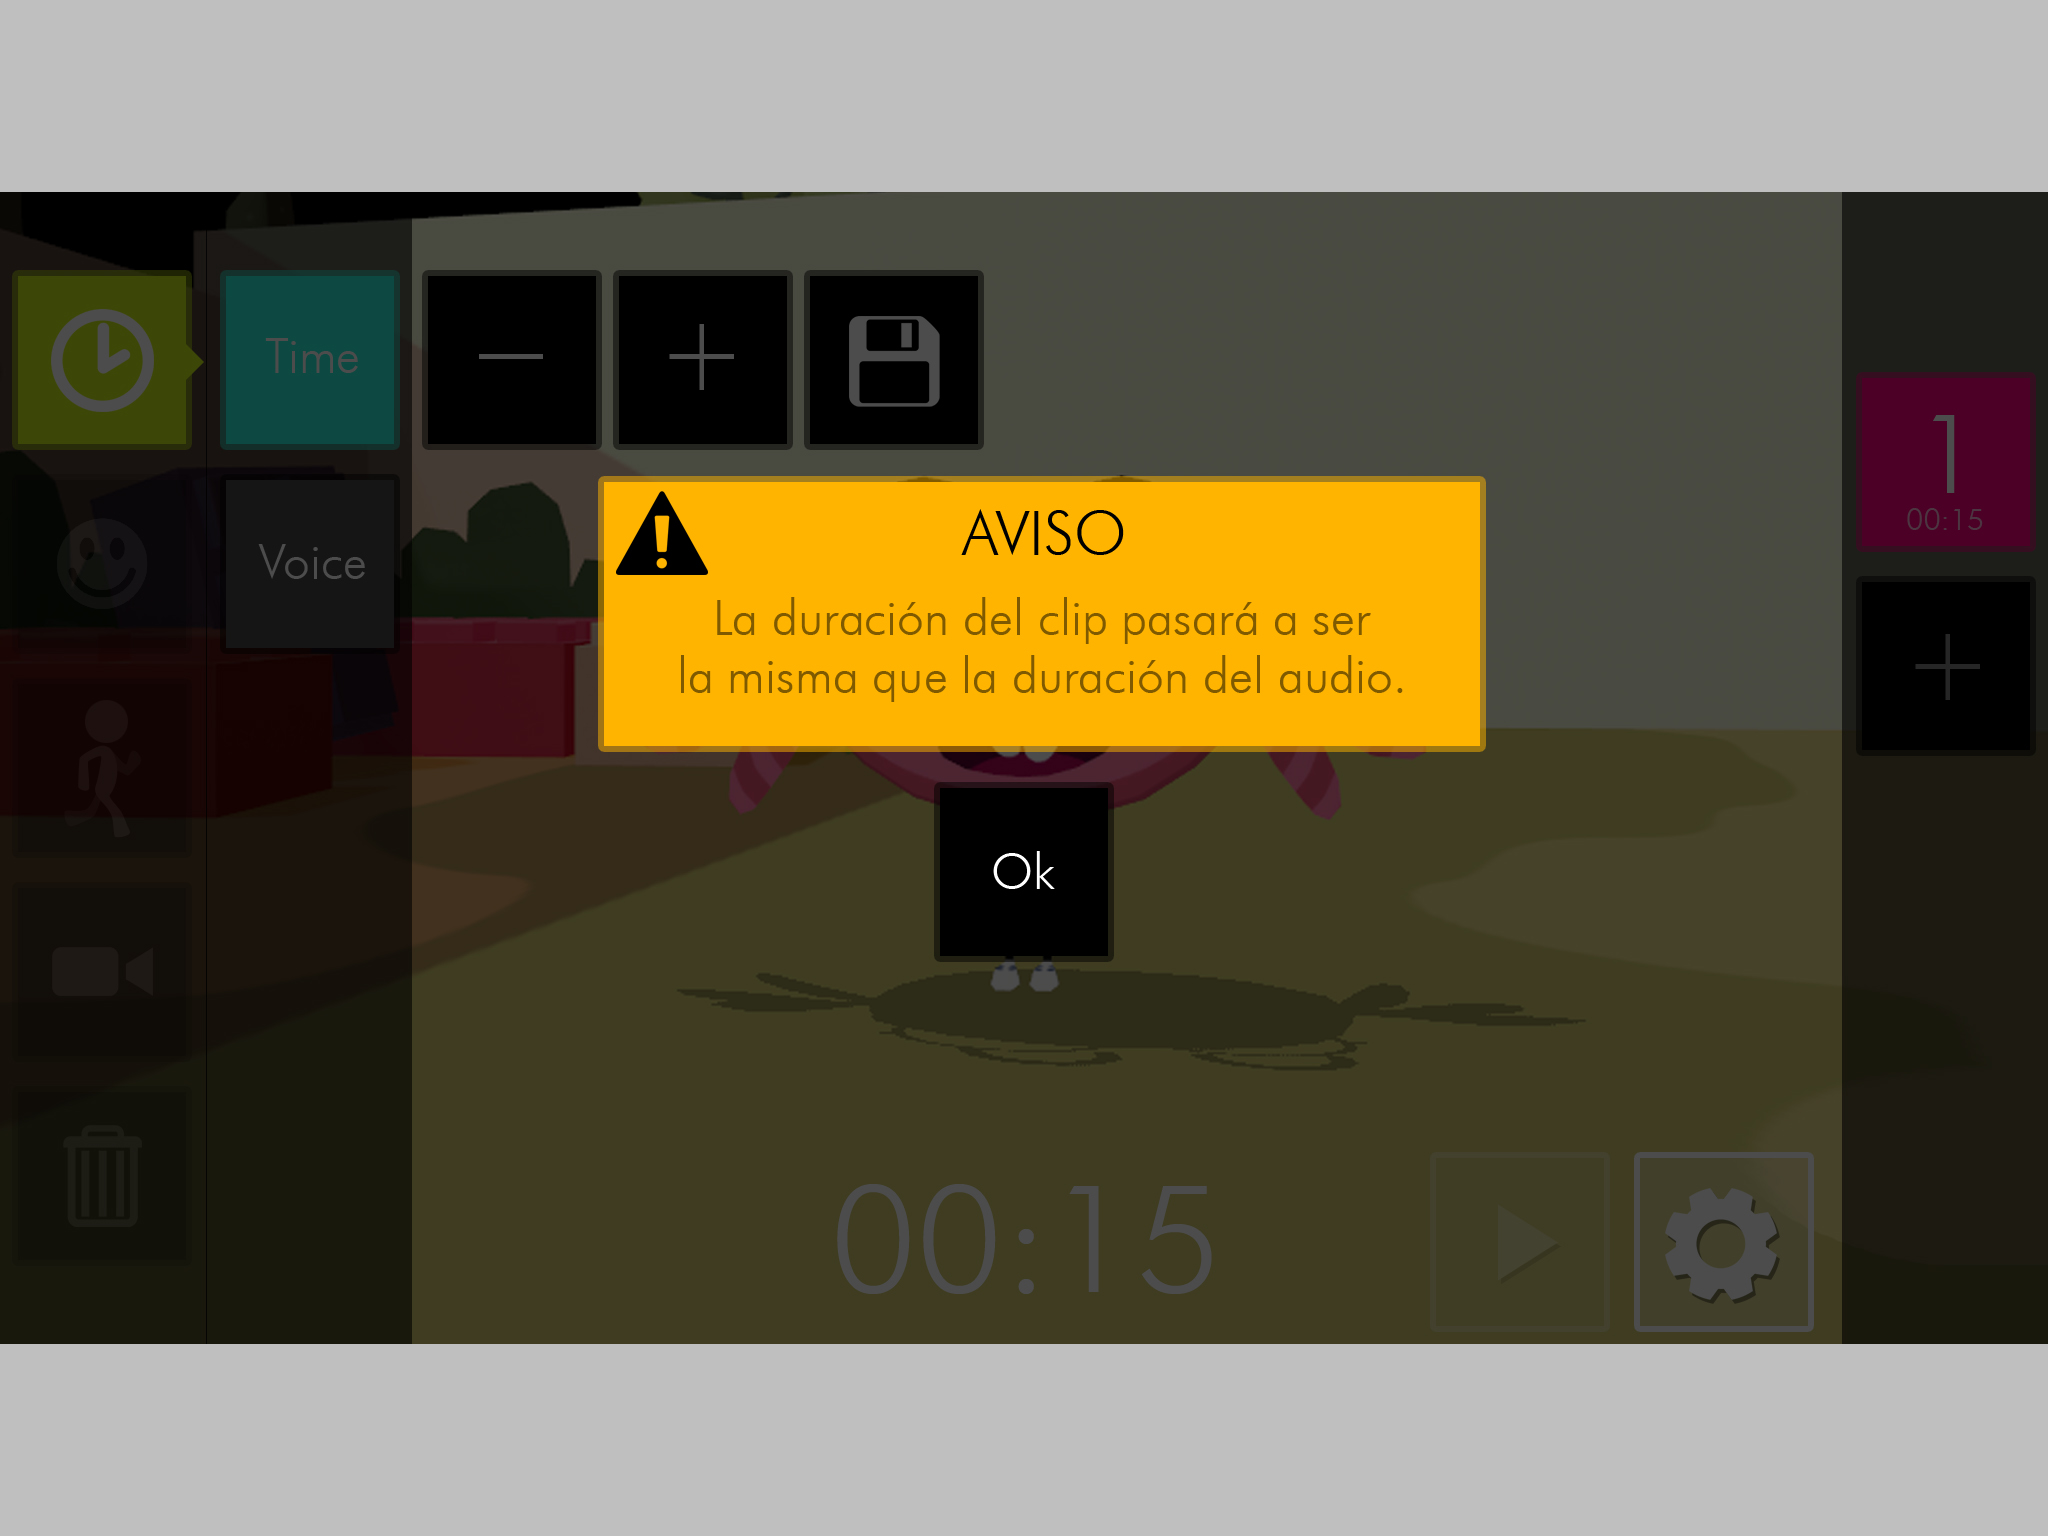 Time
Voice
AVISO
La duración del clip pasará a ser
la misma que la duración del audio.
Ok
1
00:15
00:15